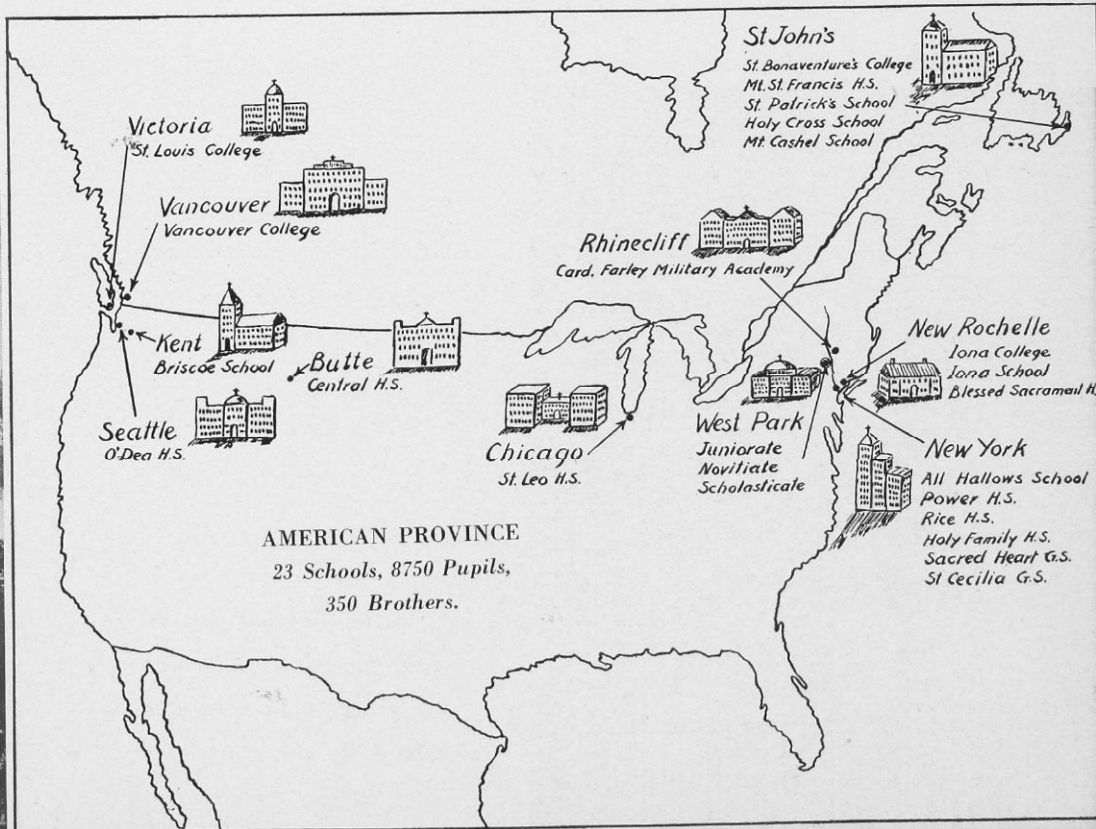 St John's
St. Bonaventure's College
Mt. St. Francis H.S.
St. Patrick's School
Holy Cross School
Mt. Cashel School
Victoria
St. Louis College
Vancouver
Vancouver College
Rhinecliff
Card. Farley Military Academy
Kent
Briscoe School
Butte
Central H.S.
Seattle
O'Dea H.S.
Chicago
St. Leo H.S.
West Park
Juniorate
Novitiate
Scholasticate
New Rochelle
Iona College
Iona School
Blessed Sacrament H
New York
All Hallows School
Power H.S.
Rice H.S.
Holy Family H.S.
Sacred Heart G.S.
St Cecilia G.S.
AMERICAN PROVINCE
23 Schools, 8750 Pupils,
350 Brothers.